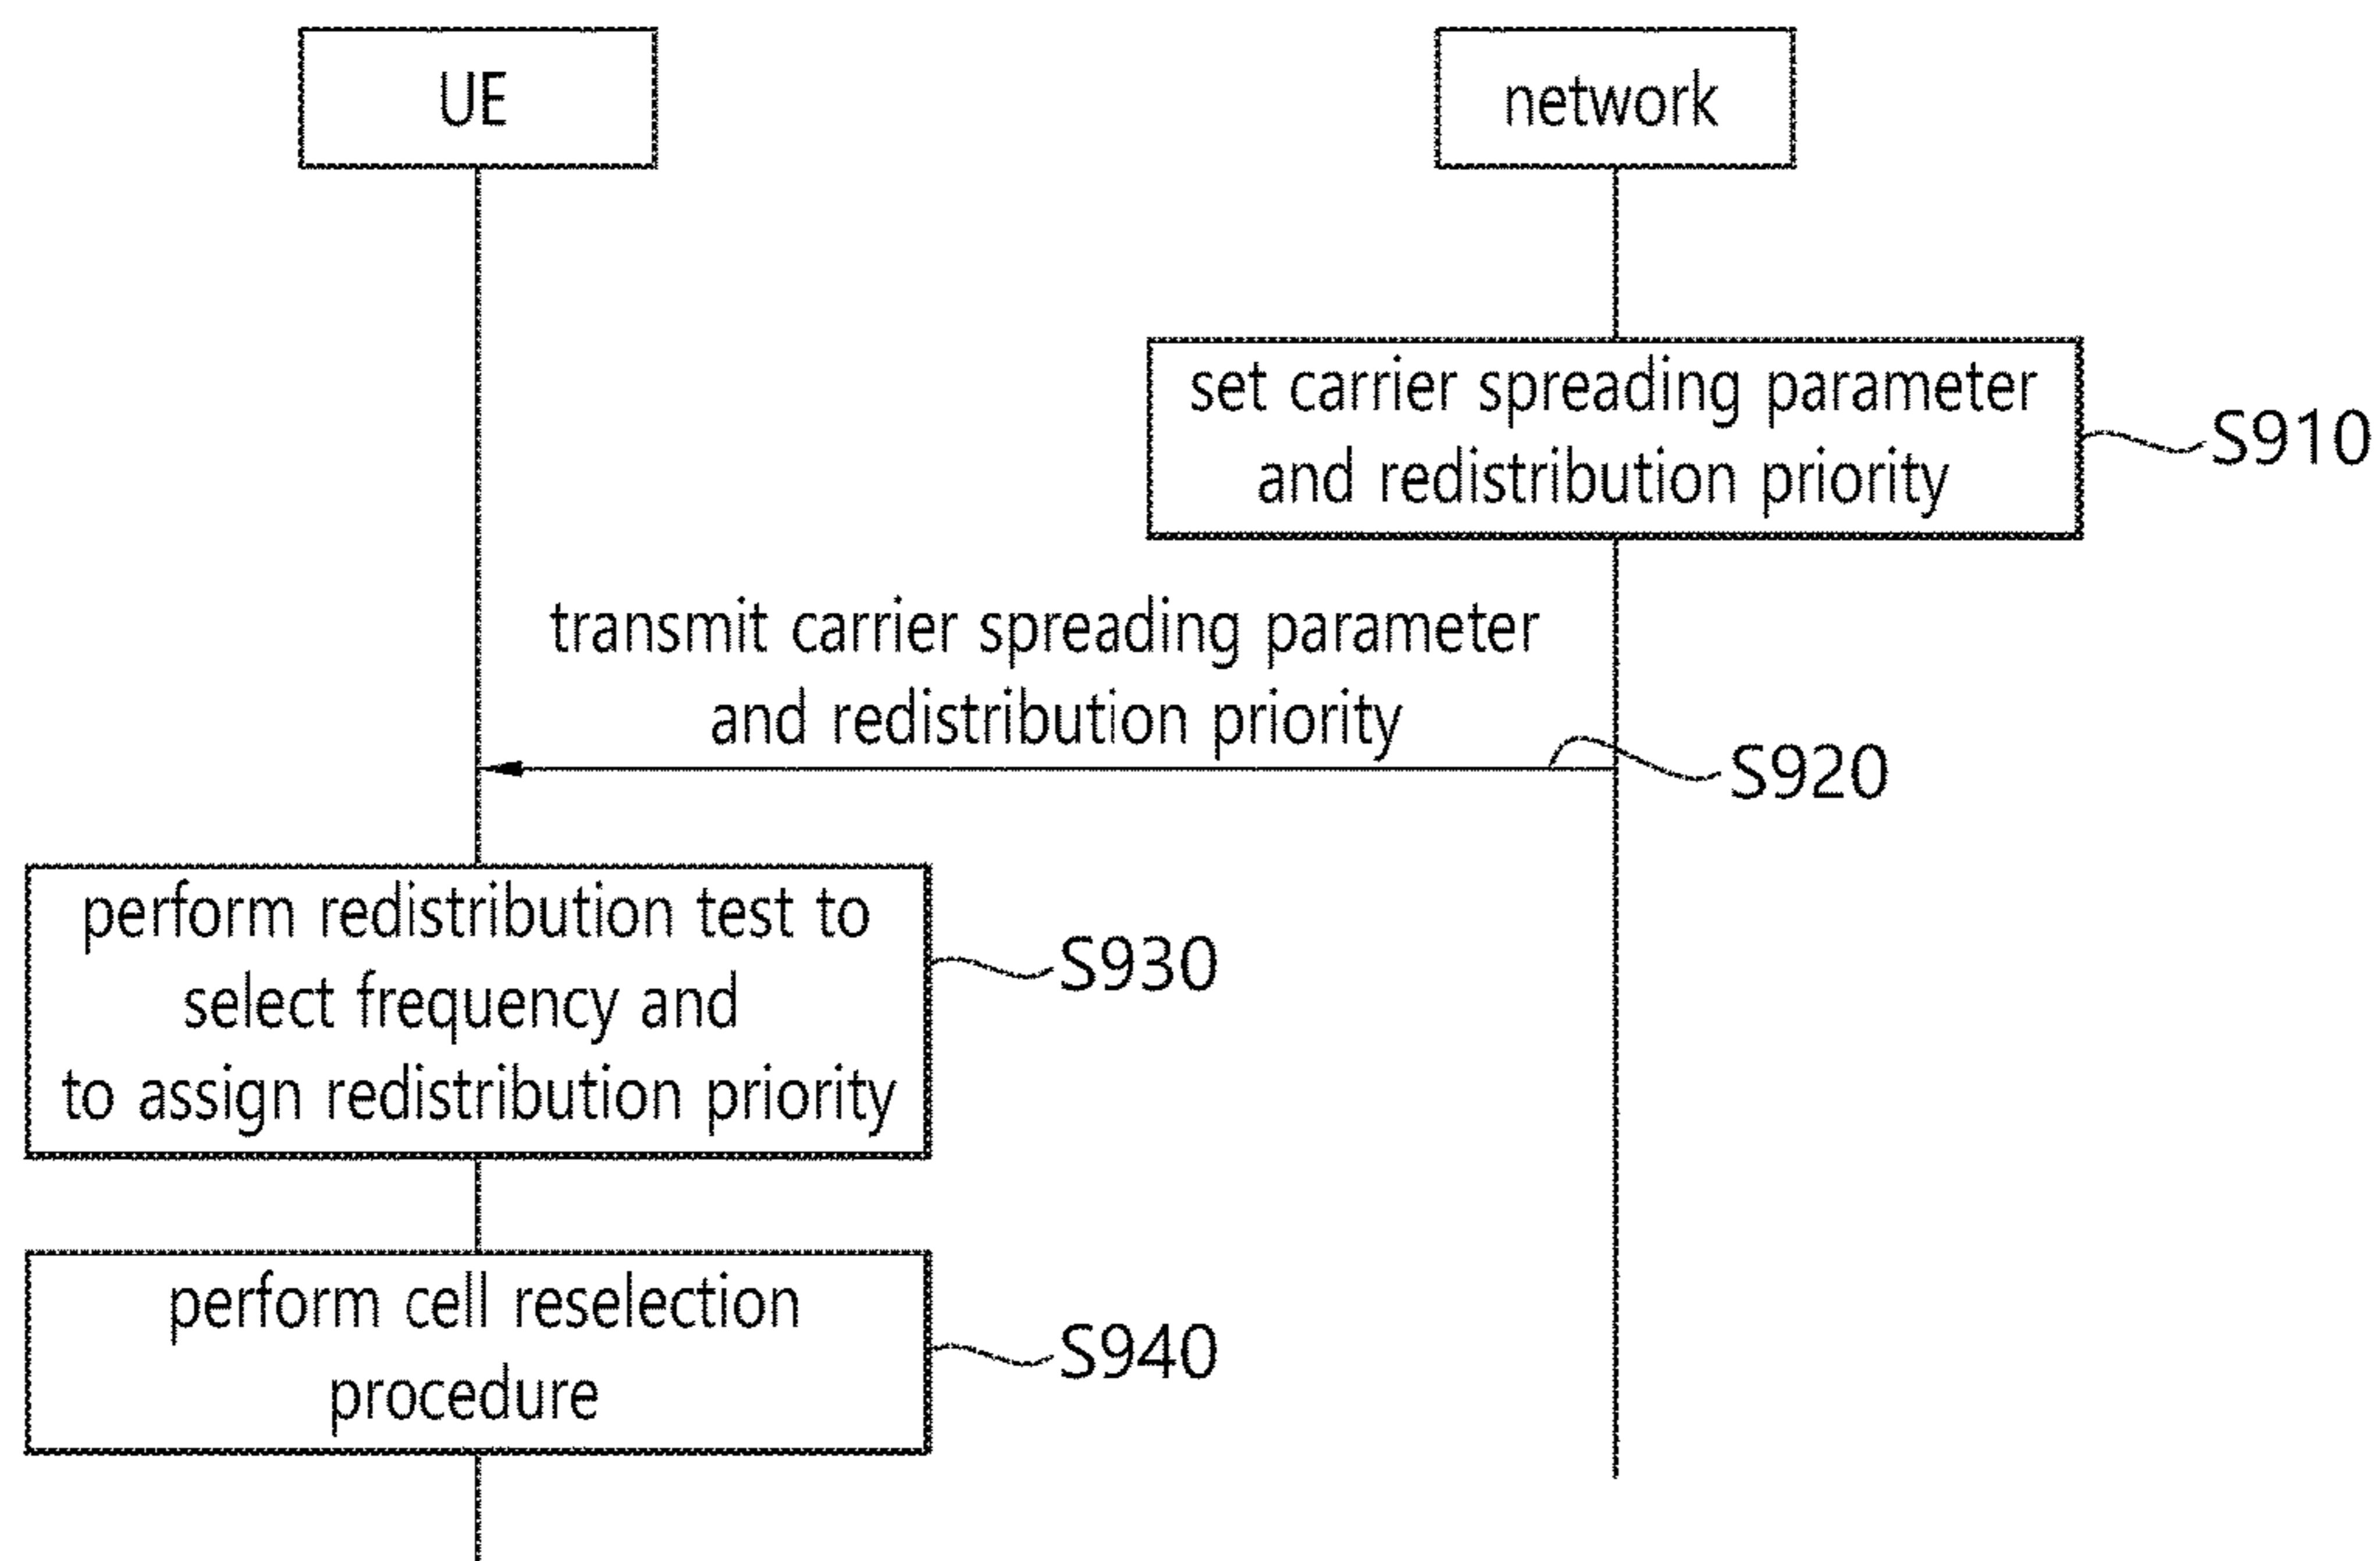 UE
network
set carrier spreading parameter
and redistribution priority
S910
transmit carrier spreading parameter
and redistribution priority
S920
perform redistribution test to
select frequency and
to assign redistribution priority
S930
perform cell reselection
procedure
S940